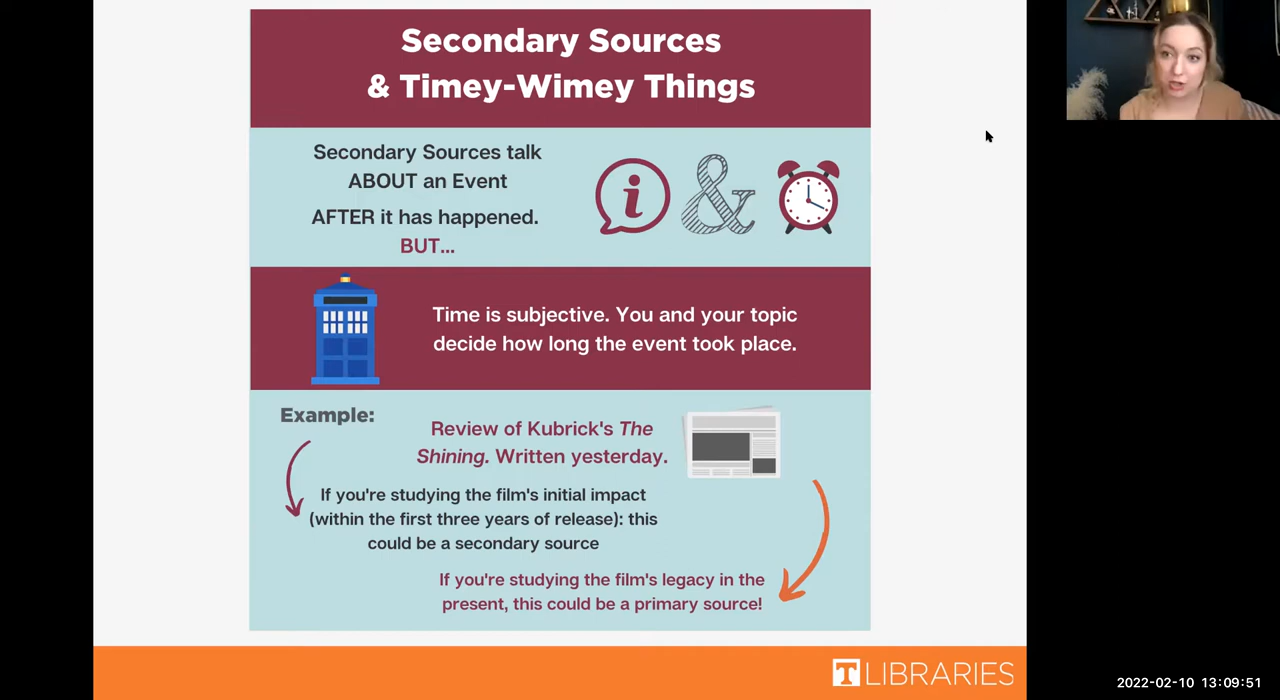 Secondary Sources
& Timey-Wimey Things
Secondary Sources talk
ABOUT an Event
AFTER it has happened.
BUT...
i &
Time is subjective. You and your topic
decide how long the event took place.
Example:
Review of Kubrick's The
Shining. Written yesterday.
If you're studying the film's initial impact
(within the first three years of release): this
could be a secondary source
If you're studying the film's legacy in the
present, this could be a primary source!
T LIBRARIES
2022-02-10 13:09:51